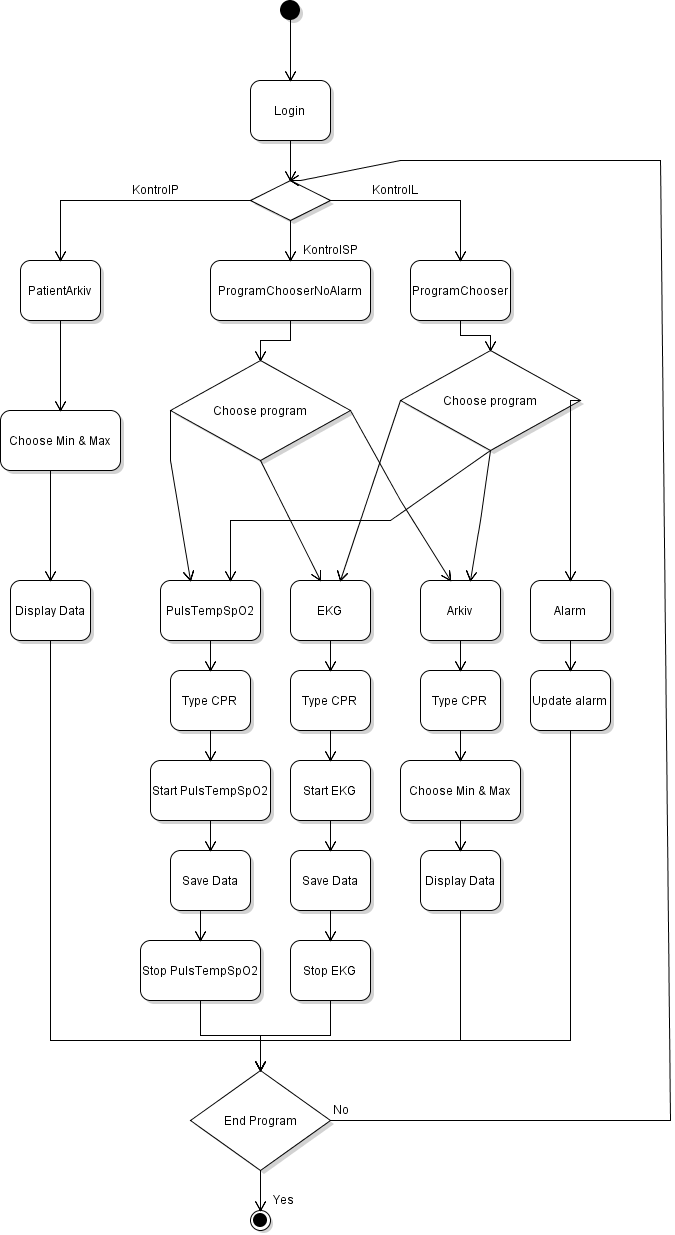 Login
KontrolP
KontrolL
KontrolSP
PatientArkiv
ProgramChooserNoAlarm
ProgramChooser
Choose program
Choose program
Choose Min & Max
Display Data
PulsTempSpO2
EKG
Arkiv
Alarm
Type CPR
Type CPR
Type CPR
Update alarm
Start PulsTempSpO2
Start EKG
Choose Min & Max
Save Data
Save Data
Display Data
Stop PulsTempSpO2
Stop EKG
End Program
No
Yes